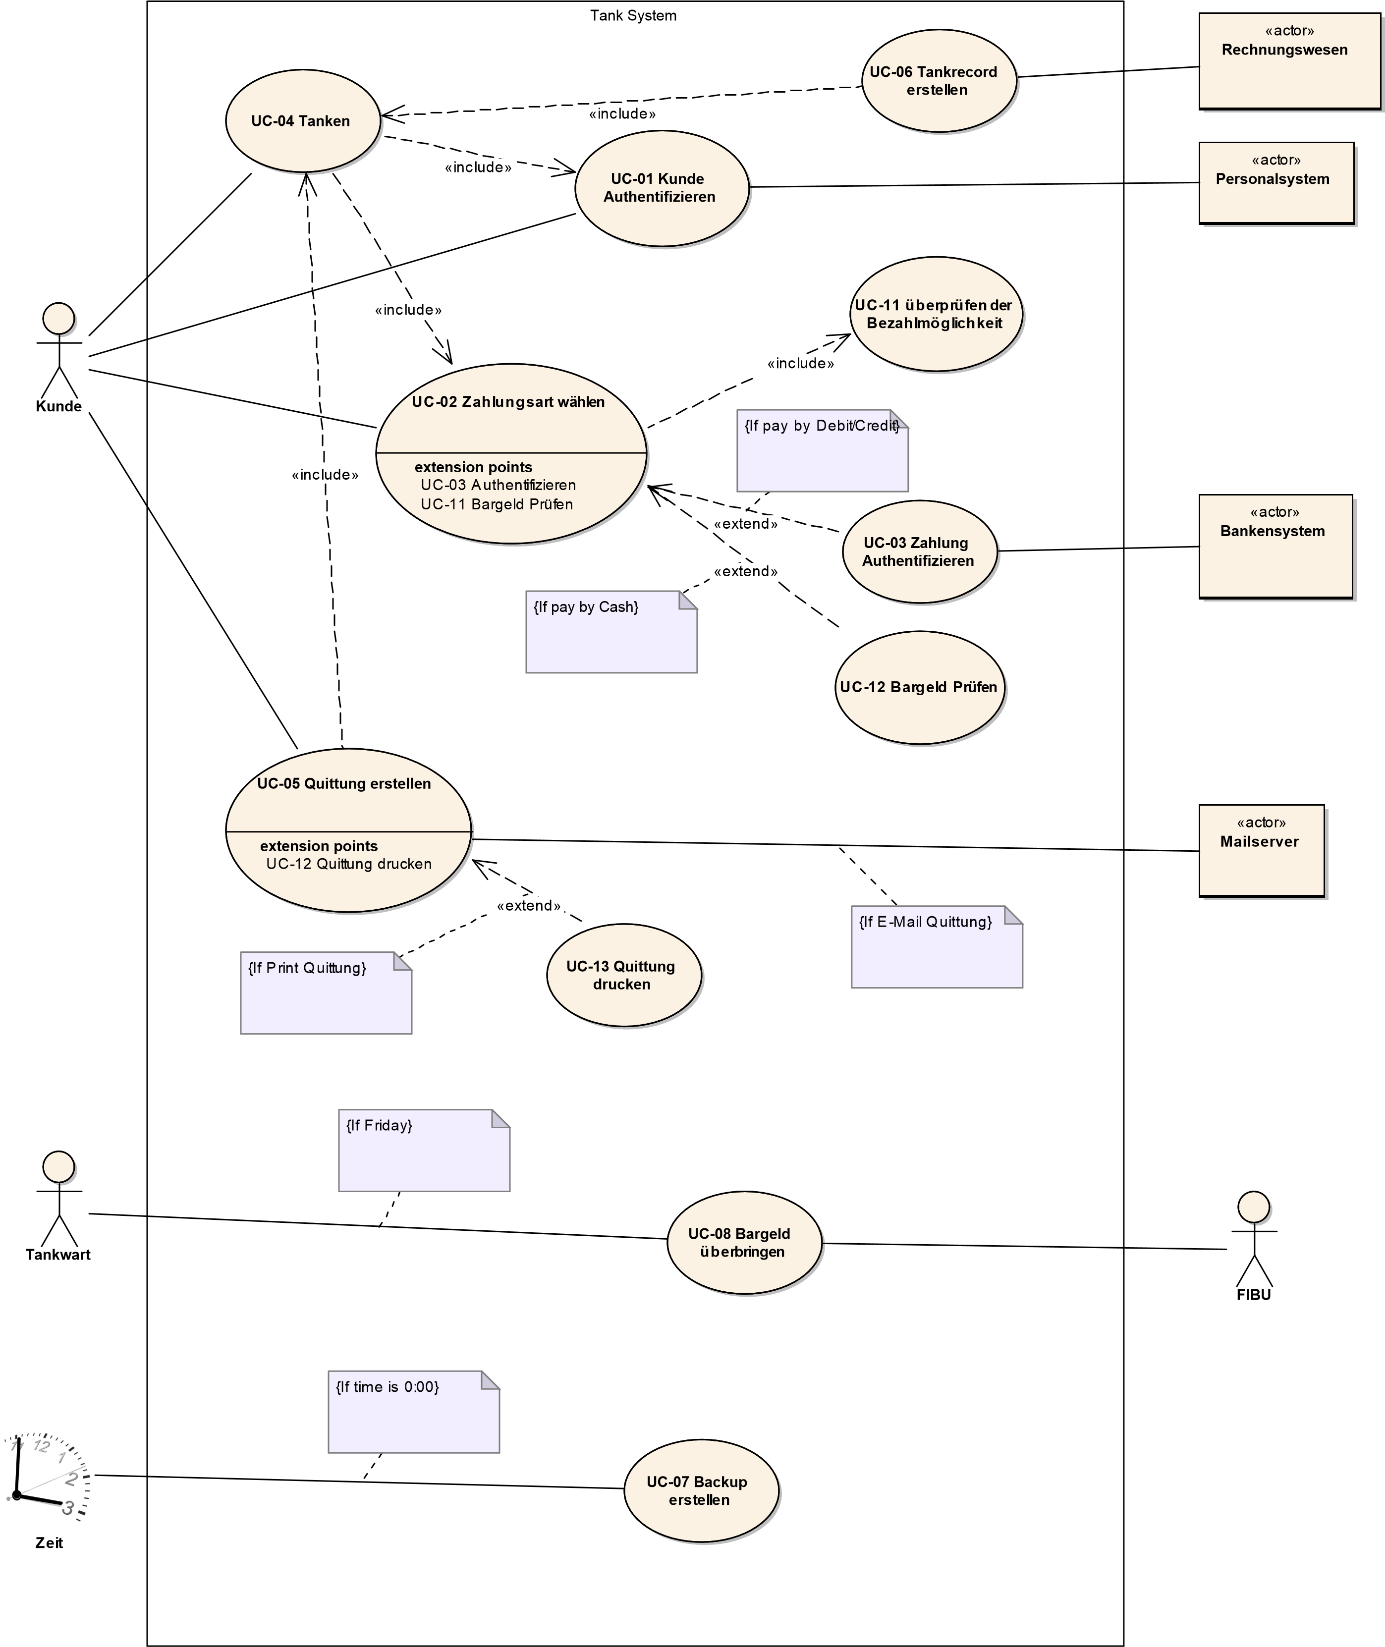 Tank System
«actor»
Rechnungswesen
UC-06 Tankrecord
erstellen
UC-04 Tanken
«include»
«include»
«actor»
Personalsystem
UC-01 Kunde
Authentifizieren
«include»
UC-11 überprüfen der
Bezahlmöglichkeit
«include»
Kunde
UC-02 Zahlungsart wählen
extension points
UC-03 Authentifizieren
UC-11 Bargeld Prüfen
{If pay by Debit/Credit}
«include»
«extend»
«actor»
Bankensystem
UC-03 Zahlung
Authentifizieren
«extend»
{If pay by Cash}
UC-12 Bargeld Prüfen
UC-05 Quittung erstellen
extension points
UC-12 Quittung drucken
«actor»
Mailserver
«extend»
{If E-Mail Quittung}
{If Print Quittung}
UC-13 Quittung
drucken
{If Friday}
Tankwart
UC-08 Bargeld
überbringen
FIBU
{If time is 0:00}
11
12
1
2
3
UC-07 Backup
erstellen
Zeit